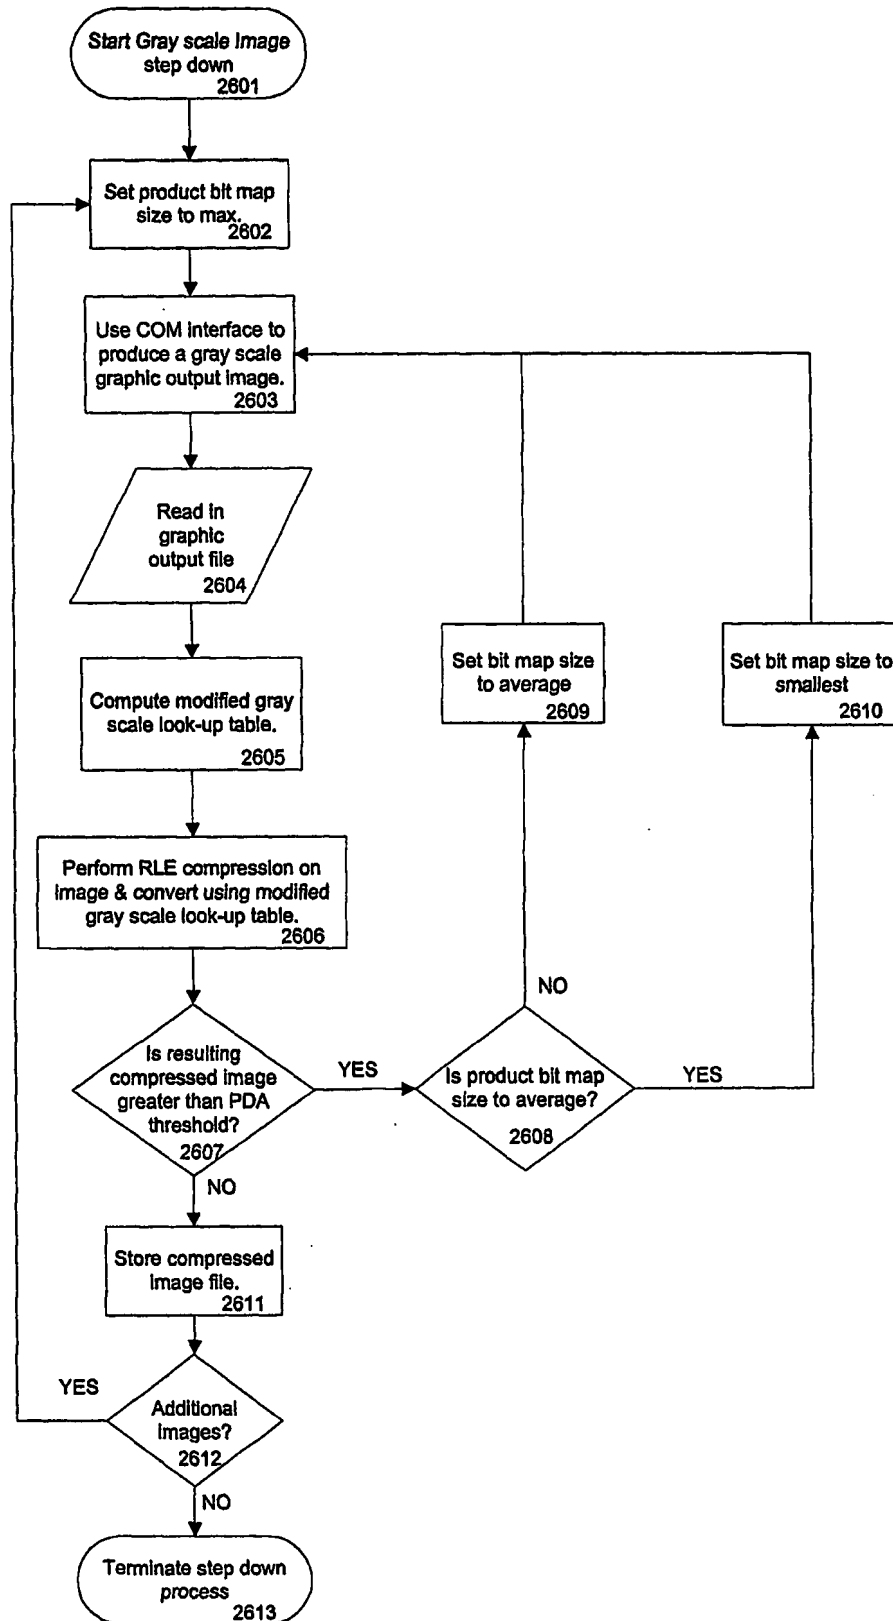 Start Gray scale Image
step down
2601
Set product bit map
size to max.
2602
Use COM interface to
produce a gray scale
graphic output image.
2603
Read in
graphic
output file
2604
Compute modified gray
scale look-up table.
2605
Perform RLE compression on
image & convert using modified
gray scale look-up table.
2606
Is resulting
compressed image
greater than PDA
threshold?
2607
YES
NO
Is product bit map
size to average?
2608
NO
YES
Set bit map size
to average
2609
Set bit map size to
smallest
2610
Store compressed
image file.
2611
Additional
images?
2612
YES
NO
Terminate step down
process
2613